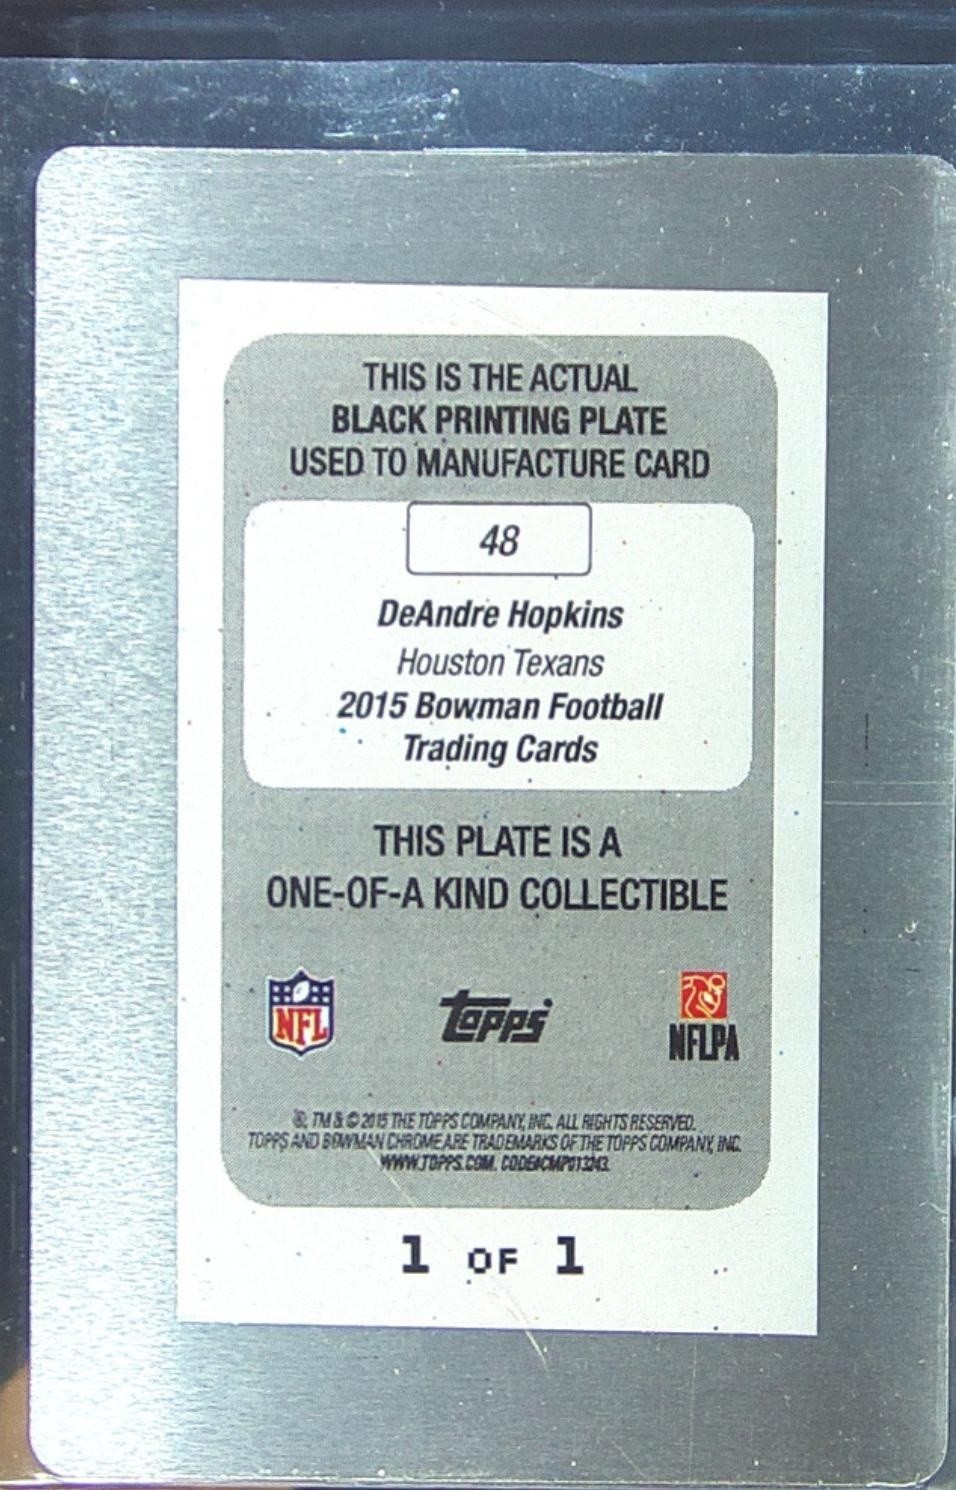 THIS IS THE ACTUAL
BLACK PRINTING PLATE
USED TO MANUFACTURE CARD
48
DeAndre Hopkins
Houston Texans
2015 Bowman Football
Trading Cards
THIS PLATE IS A
ONE-OF-A KIND COLLECTIBLE
NFL
topps
NFLPA
®, TM & © 2015 THE TOPPS COMPANY, INC. ALL RIGHTS RESERVED.
TOPPS AND BOWMAN CHROME ARE TRADEMARKS OF THE TOPPS COMPANY, INC.
WWW.TOPPS.COM. CODE#CMP013243.
1 OF 1